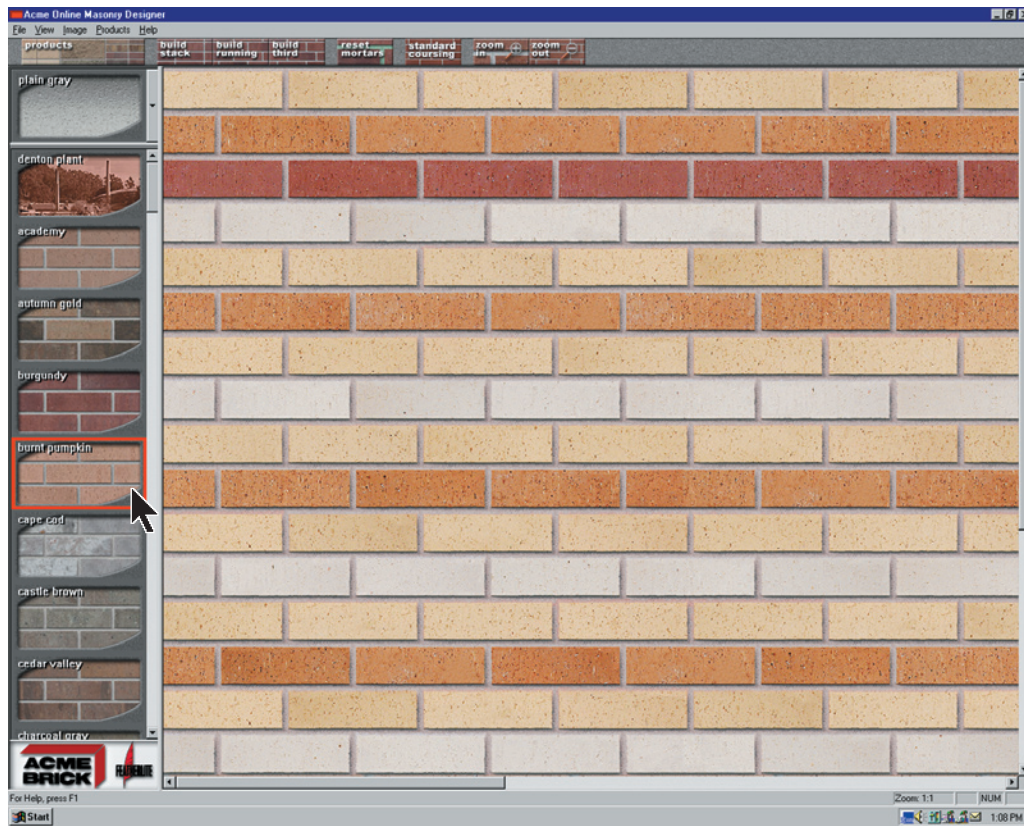 Acme Online Masonry Designer
File View Image Products Help
products build stack build running build third reset mortars standard coursing zoom in zoom out
plain gray
denton plant
academy
autumn gold
burgundy
burnt pumpkin
cape cod
castle brown
cedar valley
charcoal gray
ACME BRICK FEATHERLITE
For Help, press F1 Zoom: 1:1 NUM
Start 1:08 PM